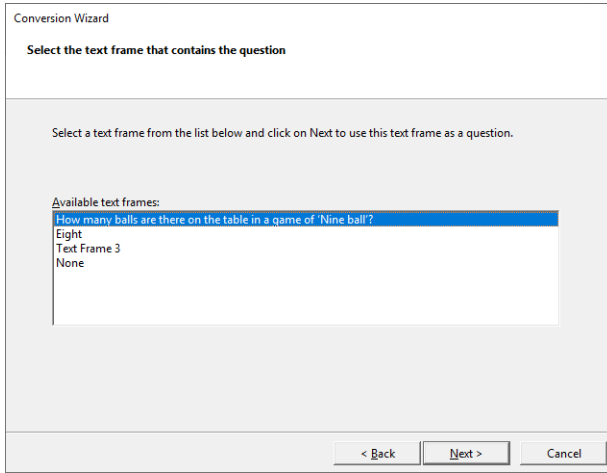 Conversion Wizard
Select the text frame that contains the question
Select a text frame from the list below and click on Next to use this text frame as a question.
Available text frames:
How many balls are there on the table in a game of ‘Nine ball’?
Eight
Text Frame 3
None
< Back
Next >
Cancel